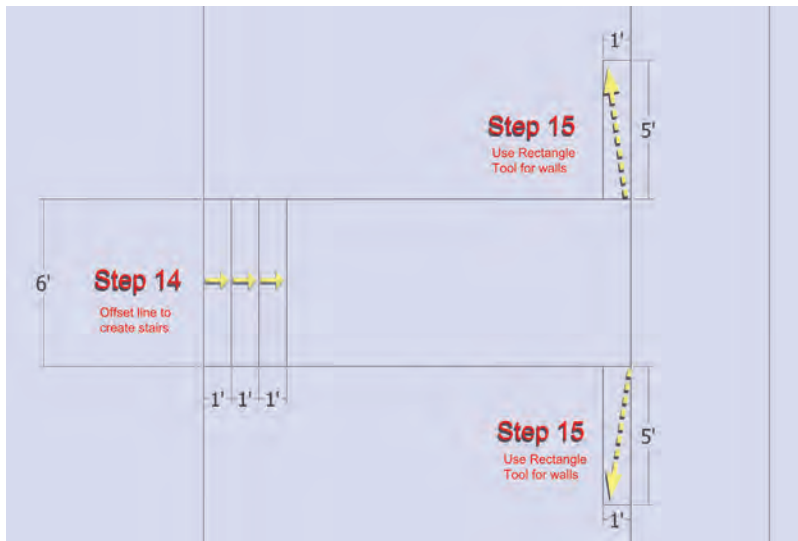 1'
Step 15
Use Rectangle
Tool for walls
5'
6'
Step 14
Offset line to
create stairs
1' 1' 1'
Step 15
Use Rectangle
Tool for walls
5'
1'